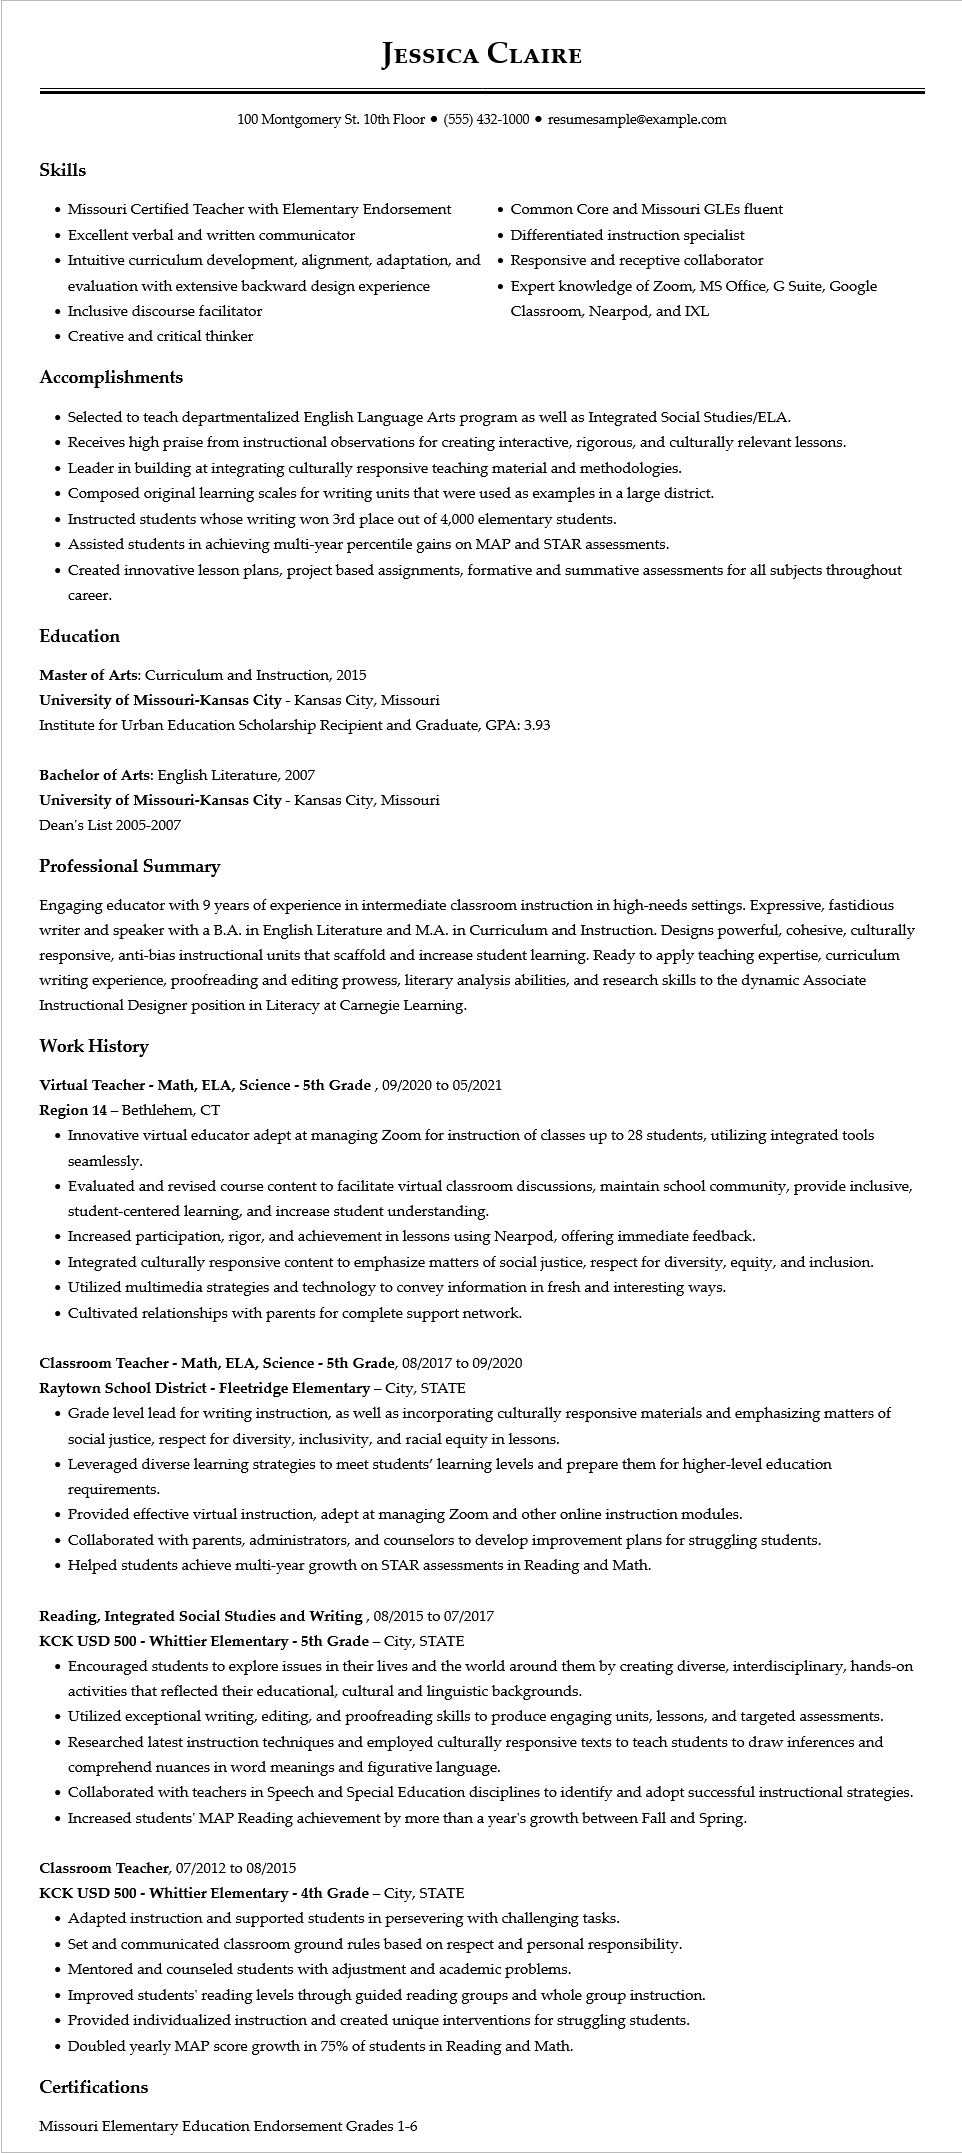 Jessica Claire
100 Montgomery St. 10th Floor ● (555) 432-1000 ● resumesample@example.com
Skills
• Missouri Certified Teacher with Elementary Endorsement
• Excellent verbal and written communicator
• Intuitive curriculum development, alignment, adaptation, and
evaluation with extensive backward design experience
• Inclusive discourse facilitator
• Creative and critical thinker
• Common Core and Missouri GLEs fluent
• Differentiated instruction specialist
• Responsive and receptive collaborator
• Expert knowledge of Zoom, MS Office, G Suite, Google
Classroom, Nearpod, and IXL
Accomplishments
• Selected to teach departmentalized English Language Arts program as well as Integrated Social Studies/ELA.
• Receives high praise from instructional observations for creating interactive, rigorous, and culturally relevant lessons.
• Leader in building at integrating culturally responsive teaching material and methodologies.
• Composed original learning scales for writing units that were used as examples in a large district.
• Instructed students whose writing won 3rd place out of 4,000 elementary students.
• Assisted students in achieving multi-year percentile gains on MAP and STAR assessments.
• Created innovative lesson plans, project based assignments, formative and summative assessments for all subjects throughout
career.
Education
Master of Arts: Curriculum and Instruction, 2015
University of Missouri-Kansas City - Kansas City, Missouri
Institute for Urban Education Scholarship Recipient and Graduate, GPA: 3.93
Bachelor of Arts: English Literature, 2007
University of Missouri-Kansas City - Kansas City, Missouri
Dean's List 2005-2007
Professional Summary
Engaging educator with 9 years of experience in intermediate classroom instruction in high-needs settings. Expressive, fastidious
writer and speaker with a B.A. in English Literature and M.A. in Curriculum and Instruction. Designs powerful, cohesive, culturally
responsive, anti-bias instructional units that scaffold and increase student learning. Ready to apply teaching expertise, curriculum
writing experience, proofreading and editing prowess, literary analysis abilities, and research skills to the dynamic Associate
Instructional Designer position in Literacy at Carnegie Learning.
Work History
Virtual Teacher - Math, ELA, Science - 5th Grade , 09/2020 to 05/2021
Region 14 – Bethlehem, CT
• Innovative virtual educator adept at managing Zoom for instruction of classes up to 28 students, utilizing integrated tools
seamlessly.
• Evaluated and revised course content to facilitate virtual classroom discussions, maintain school community, provide inclusive,
student-centered learning, and increase student understanding.
• Increased participation, rigor, and achievement in lessons using Nearpod, offering immediate feedback.
• Integrated culturally responsive content to emphasize matters of social justice, respect for diversity, equity, and inclusion.
• Utilized multimedia strategies and technology to convey information in fresh and interesting ways.
• Cultivated relationships with parents for complete support network.
Classroom Teacher - Math, ELA, Science - 5th Grade, 08/2017 to 09/2020
Raytown School District - Fleetridge Elementary – City, STATE
• Grade level lead for writing instruction, as well as incorporating culturally responsive materials and emphasizing matters of
social justice, respect for diversity, inclusivity, and racial equity in lessons.
• Leveraged diverse learning strategies to meet students’ learning levels and prepare them for higher-level education
requirements.
• Provided effective virtual instruction, adept at managing Zoom and other online instruction modules.
• Collaborated with parents, administrators, and counselors to develop improvement plans for struggling students.
• Helped students achieve multi-year growth on STAR assessments in Reading and Math.
Reading, Integrated Social Studies and Writing , 08/2015 to 07/2017
KCK USD 500 - Whittier Elementary - 5th Grade – City, STATE
• Encouraged students to explore issues in their lives and the world around them by creating diverse, interdisciplinary, hands-on
activities that reflected their educational, cultural and linguistic backgrounds.
• Utilized exceptional writing, editing, and proofreading skills to produce engaging units, lessons, and targeted assessments.
• Researched latest instruction techniques and employed culturally responsive texts to teach students to draw inferences and
comprehend nuances in word meanings and figurative language.
• Collaborated with teachers in Speech and Special Education disciplines to identify and adopt successful instructional strategies.
• Increased students' MAP Reading achievement by more than a year's growth between Fall and Spring.
Classroom Teacher, 07/2012 to 08/2015
KCK USD 500 - Whittier Elementary - 4th Grade – City, STATE
• Adapted instruction and supported students in persevering with challenging tasks.
• Set and communicated classroom ground rules based on respect and personal responsibility.
• Mentored and counseled students with adjustment and academic problems.
• Improved students' reading levels through guided reading groups and whole group instruction.
• Provided individualized instruction and created unique interventions for struggling students.
• Doubled yearly MAP score growth in 75% of students in Reading and Math.
Certifications
Missouri Elementary Education Endorsement Grades 1-6